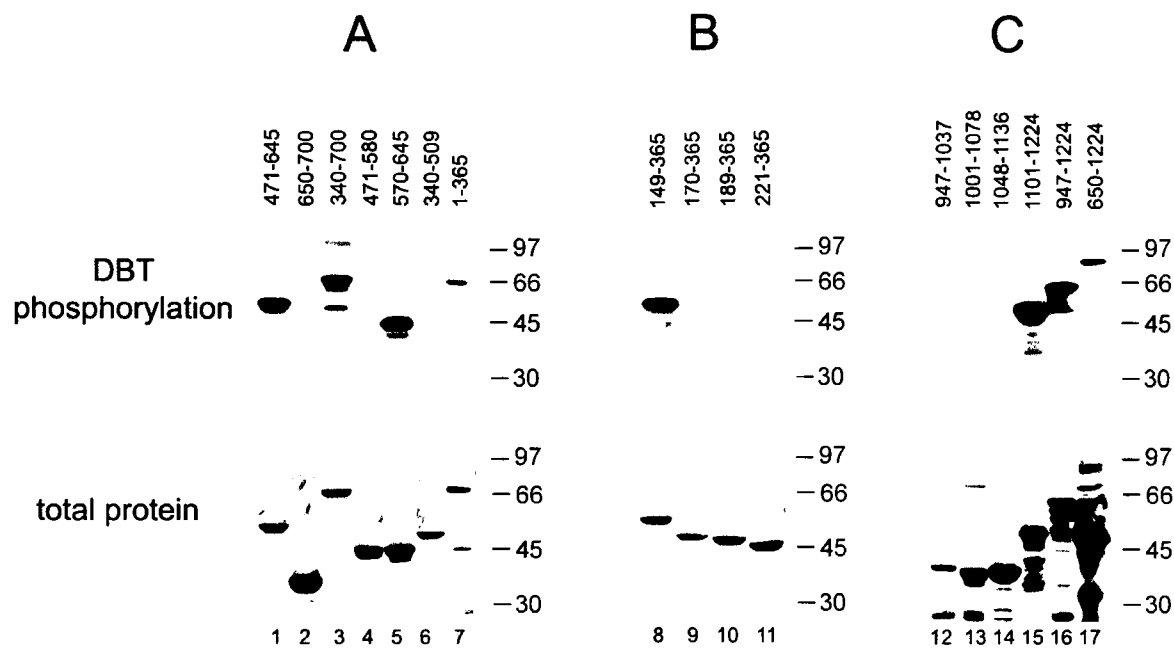 A B C
471-645 650-700 340-700 471-580 570-645 340-509 1-365
149-365 170-365 189-365 221-365
947-1037 1001-1078 1048-1136 1101-1224 947-1224 650-1224
DBT
phosphorylation
97 97 97
66 66 66
45 45 45
30 30 30
total protein
97 97 97
66 66 66
45 45 45
30 30 30
1 2 3 4 5 6 7 8 9 10 11 12 13 14 15 16 17